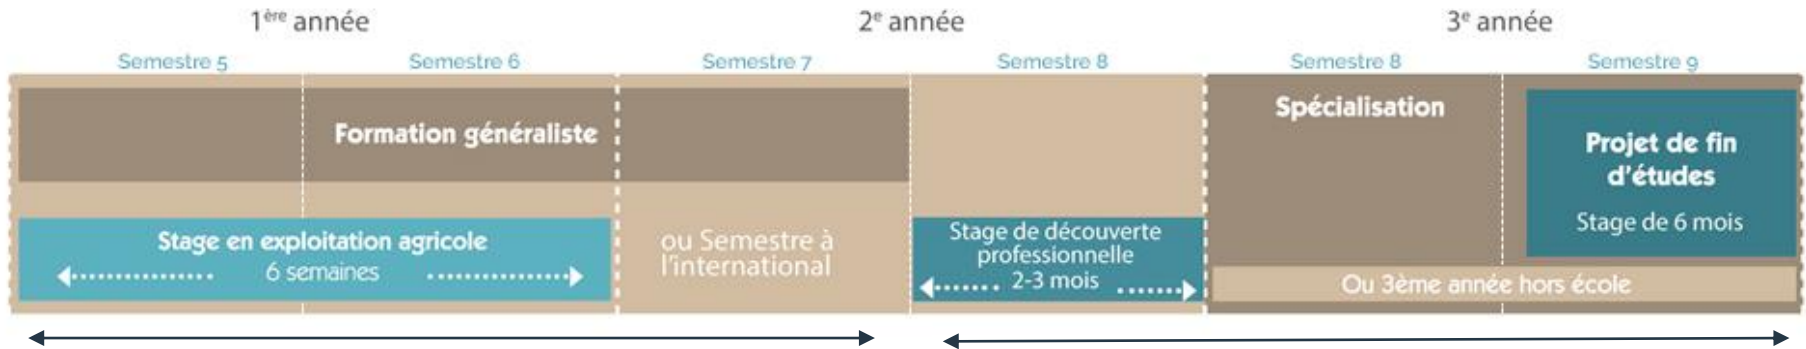 1ère année
2e année
3e année
Semestre 5
Semestre 6
Semestre 7
Semestre 8
Semestre 8
Semestre 9
Formation généraliste
Spécialisation
Projet de fin
d'études
Stage de 6 mois
Stage en exploitation agricole
6 semaines
ou Semestre à
l'international
Stage de découverte
professionnelle
2-3 mois
Ou 3ème année hors école